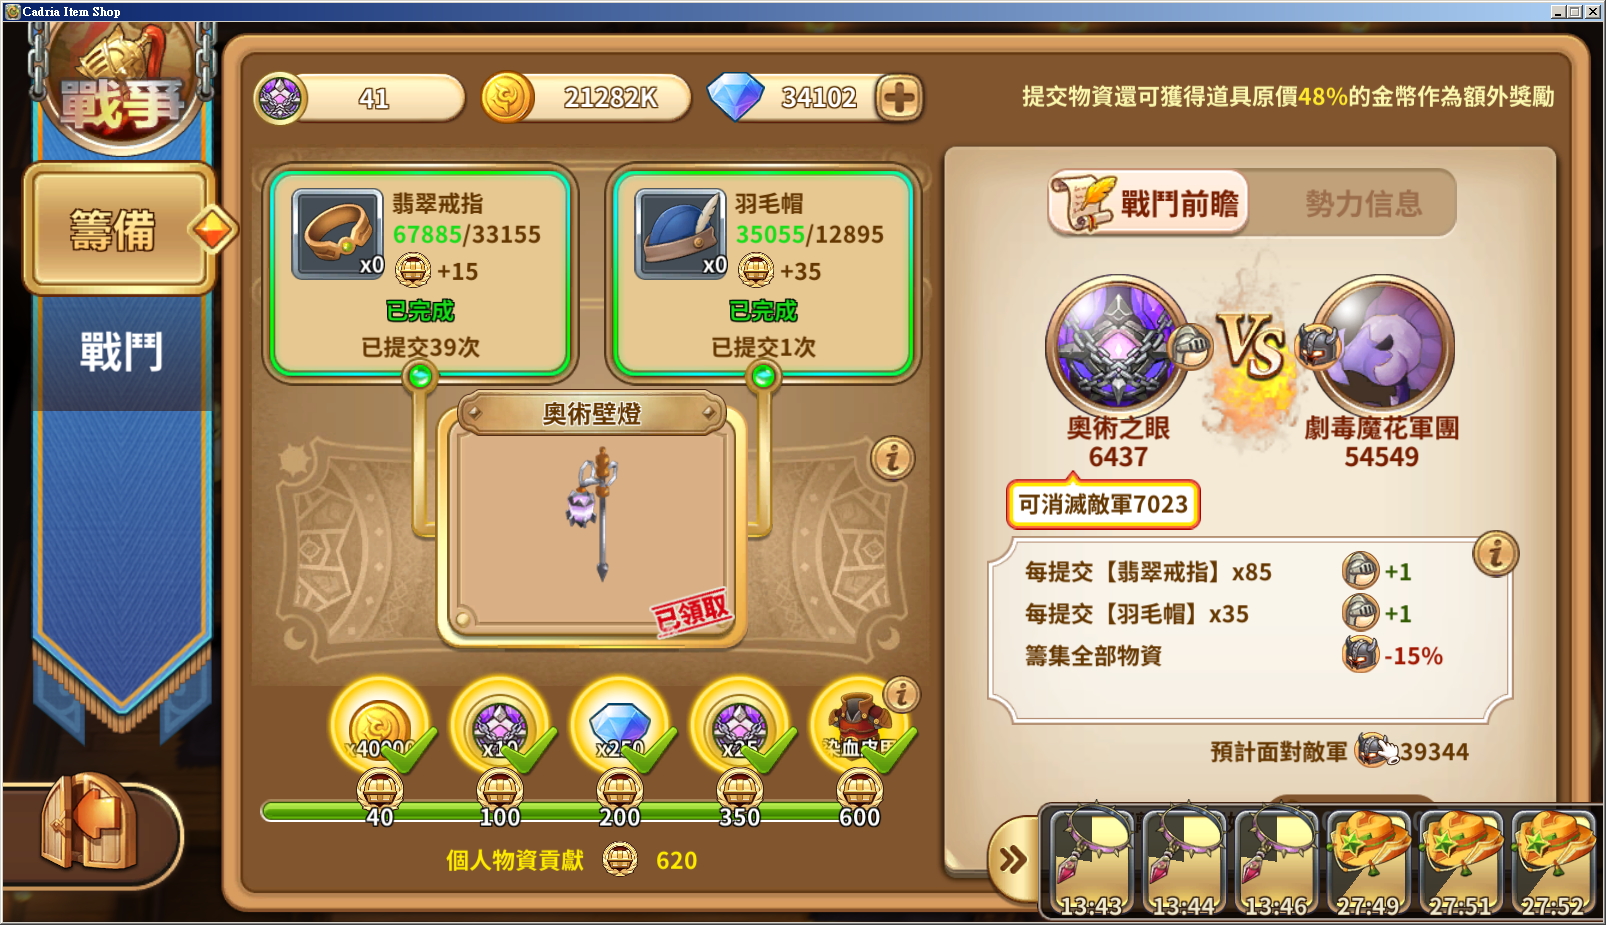 Cadria Item Shop
戰爭
41
21282K
34102
提交物資還可獲得道具原價48%的金幣作為額外獎勵
籌備
戰鬥
翡翠戒指
67885/33155
x0
+15
已完成
已提交39次
羽毛帽
35055/12895
x0
+35
已完成
已提交1次
奧術壁燈
已領取
x10
x250
x25
40
100
200
350
600
個人物資貢獻 620
戰鬥前瞻
勢力信息
VS
奧術之眼
6437
劇毒魔花軍團
54549
可消滅敵軍7023
每提交【翡翠戒指】x85 +1
每提交【羽毛帽】x35 +1
籌集全部物資 -15%
預計面對敵軍 39344
13:43
13:44
13:46
27:49
27:51
27:52